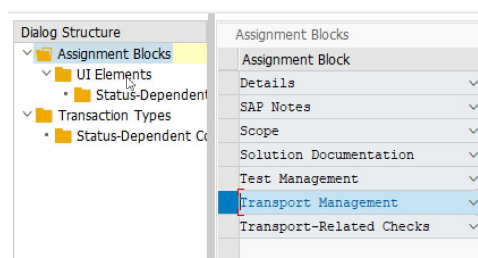 Dialog Structure
Assignment Blocks
UI Elements
Status-Dependent
Transaction Types
Status-Dependent Co
Assignment Blocks
Assignment Block
Details
SAP Notes
Scope
Solution Documentation
Test Management
Transport Management
Transport-Related Checks